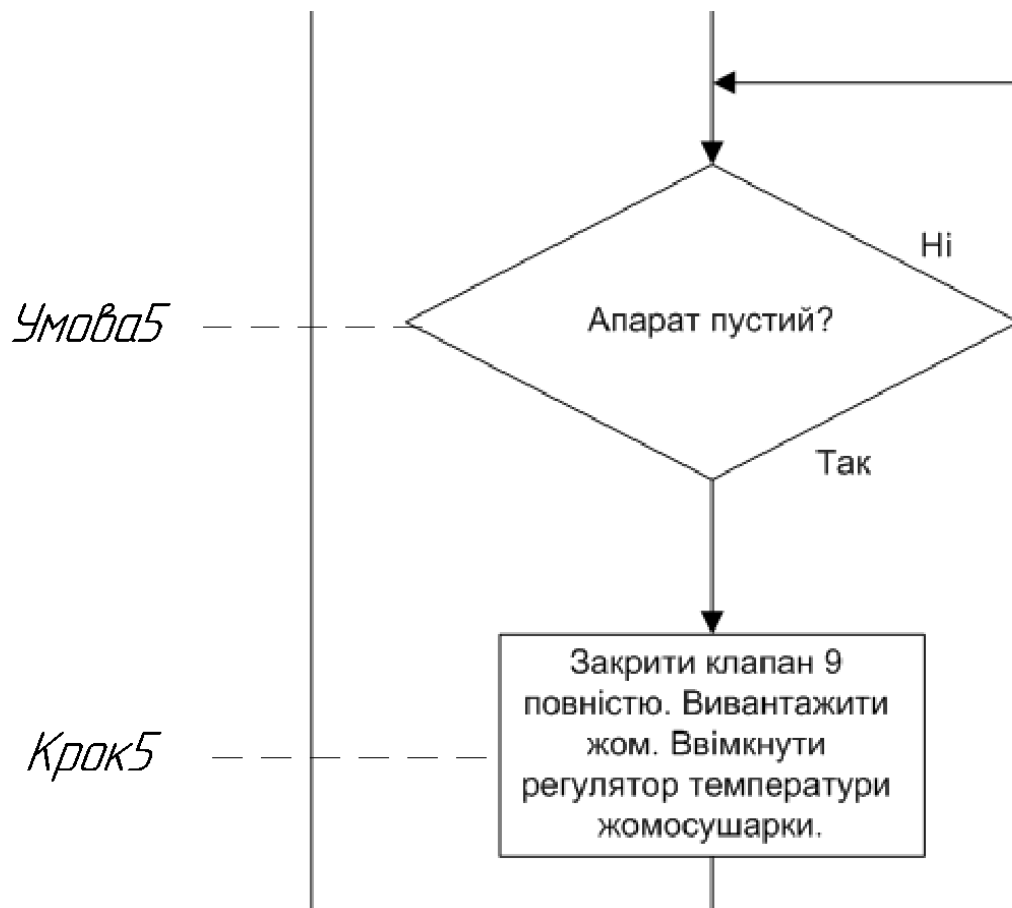 Ні
Умова5
Апарат пустий?
Так
Закрити клапан 9
повністю. Вивантажити
жом. Ввімкнути
регулятор температури
жомосушарки.
Крок5